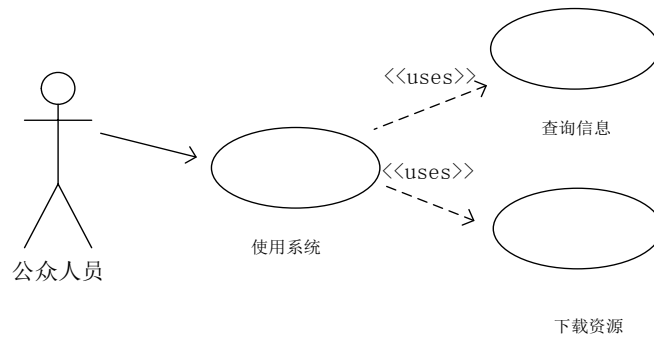 <<uses>>
查询信息
<<uses>>
使用系统
公众人员
下载资源